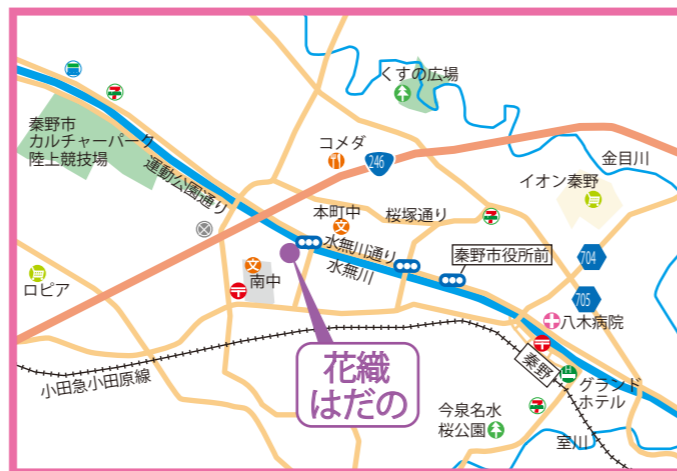 くすの広場
秦野市
カルチャーパーク
陸上競技場
コメダ
246
金目川
運動公園通り
イオン秦野
本町中
桜塚通り
文
水無川通り
水無川
秦野市役所前
704
ロピア
文
南中
705
八木病院
花織
はだの
秦野
小田急小田原線
H
グランド
ホテル
今泉名水
桜公園
室川
7
7
7